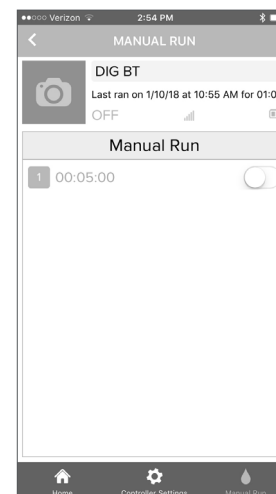 ●●○○○ Verizon 2:54 PM
MANUAL RUN
DIG BT
Last ran on 1/10/18 at 10:55 AM for 01:0
OFF
Manual Run
1 00:05:00
Home Controller Settings Manual Run